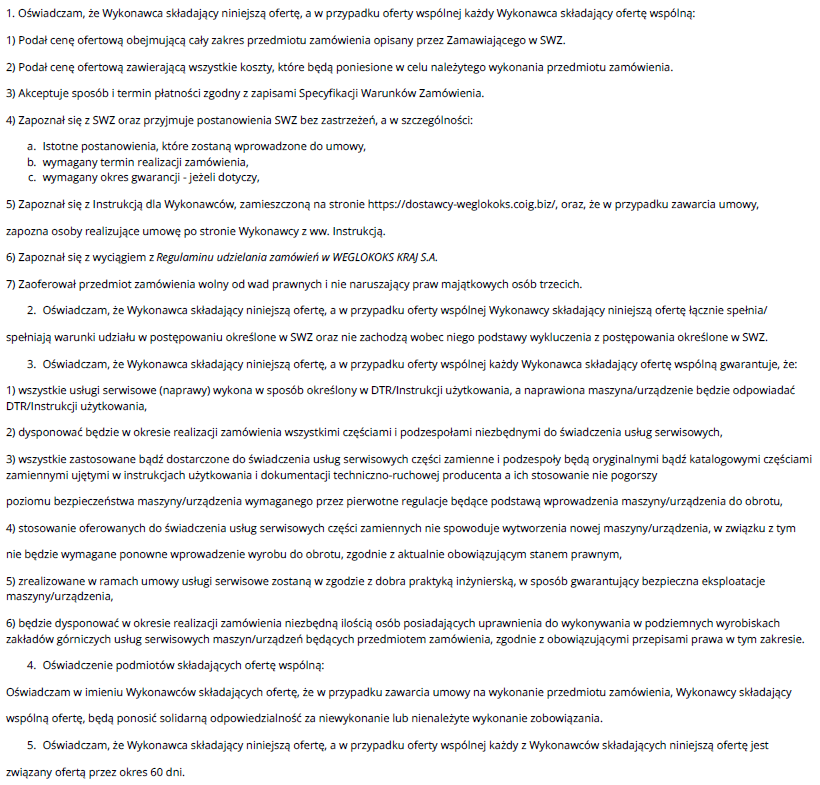 1. Oświadczam, że Wykonawca składający niniejszą ofertę, a w przypadku oferty wspólnej każdy Wykonawca składający ofertę wspólną:
1) Podał cenę ofertową obejmującą cały zakres przedmiotu zamówienia opisany przez Zamawiającego w SWZ.
2) Podał cenę ofertową zawierającą wszystkie koszty, które będą poniesione w celu należytego wykonania przedmiotu zamówienia.
3) Akceptuje sposób i termin płatności zgodny z zapisami Specyfikacji Warunków Zamówienia.
4) Zapoznał się z SWZ oraz przyjmuje postanowienia SWZ bez zastrzeżeń, a w szczególności:
a. Istotne postanowienia, które zostaną wprowadzone do umowy,
b. wymagany termin realizacji zamówienia,
c. wymagany okres gwarancji - jeżeli dotyczy,
5) Zapoznał się z Instrukcją dla Wykonawców, zamieszczoną na stronie https://dostawcy-weglokoks.coig.biz/, oraz, że w przypadku zawarcia umowy,
zapozna osoby realizujące umowę po stronie Wykonawcy z ww. Instrukcją.
6) Zapoznał się z wyciągiem z Regulaminu udzielania zamówień w WEGLOKOKS KRAJ S.A.
7) Zaoferował przedmiot zamówienia wolny od wad prawnych i nie naruszający praw majątkowych osób trzecich.
2. Oświadczam, że Wykonawca składający niniejszą ofertę, a w przypadku oferty wspólnej Wykonawcy składający niniejszą ofertę łącznie spełnia/
spełniają warunki udziału w postępowaniu określone w SWZ oraz nie zachodzą wobec niego podstawy wykluczenia z postępowania określone w SWZ.
3. Oświadczam, że Wykonawca składający niniejszą ofertę, a w przypadku oferty wspólnej każdy Wykonawca składający ofertę wspólną gwarantuje, że:
1) wszystkie usługi serwisowe (naprawy) wykona w sposób określony w DTR/Instrukcji użytkowania, a naprawiona maszyna/urządzenie będzie odpowiadać
DTR/Instrukcji użytkowania,
2) dysponować będzie w okresie realizacji zamówienia wszystkimi częściami i podzespołami niezbędnymi do świadczenia usług serwisowych,
3) wszystkie zastosowane bądź dostarczone do świadczenia usług serwisowych części zamienne i podzespoły będą oryginalnymi bądź katalogowymi częściami
zamiennymi ujętymi w instrukcjach użytkowania i dokumentacji techniczno-ruchowej producenta a ich stosowanie nie pogorszy
poziomu bezpieczeństwa maszyny/urządzenia wymaganego przez pierwotne regulacje będące podstawą wprowadzenia maszyny/urządzenia do obrotu,
4) stosowanie oferowanych do świadczenia usług serwisowych części zamiennych nie spowoduje wytworzenia nowej maszyny/urządzenia, w związku z tym
nie będzie wymagane ponowne wprowadzenie wyrobu do obrotu, zgodnie z aktualnie obowiązującym stanem prawnym,
5) zrealizowane w ramach umowy usługi serwisowe zostaną w zgodzie z dobra praktyką inżynierską, w sposób gwarantujący bezpieczna eksploatacje
maszyny/urządzenia,
6) będzie dysponować w okresie realizacji zamówienia niezbędną ilością osób posiadających uprawnienia do wykonywania w podziemnych wyrobiskach
zakładów górniczych usług serwisowych maszyn/urządzeń będących przedmiotem zamówienia, zgodnie z obowiązującymi przepisami prawa w tym zakresie.
4. Oświadczenie podmiotów składających ofertę wspólną:
Oświadczam w imieniu Wykonawców składających ofertę, że w przypadku zawarcia umowy na wykonanie przedmiotu zamówienia, Wykonawcy składający
wspólną ofertę, będą ponosić solidarną odpowiedzialność za niewykonanie lub nienależyte wykonanie zobowiązania.
5. Oświadczam, że Wykonawca składający niniejszą ofertę, a w przypadku oferty wspólnej każdy z Wykonawców składających niniejszą ofertę jest
związany ofertą przez okres 60 dni.